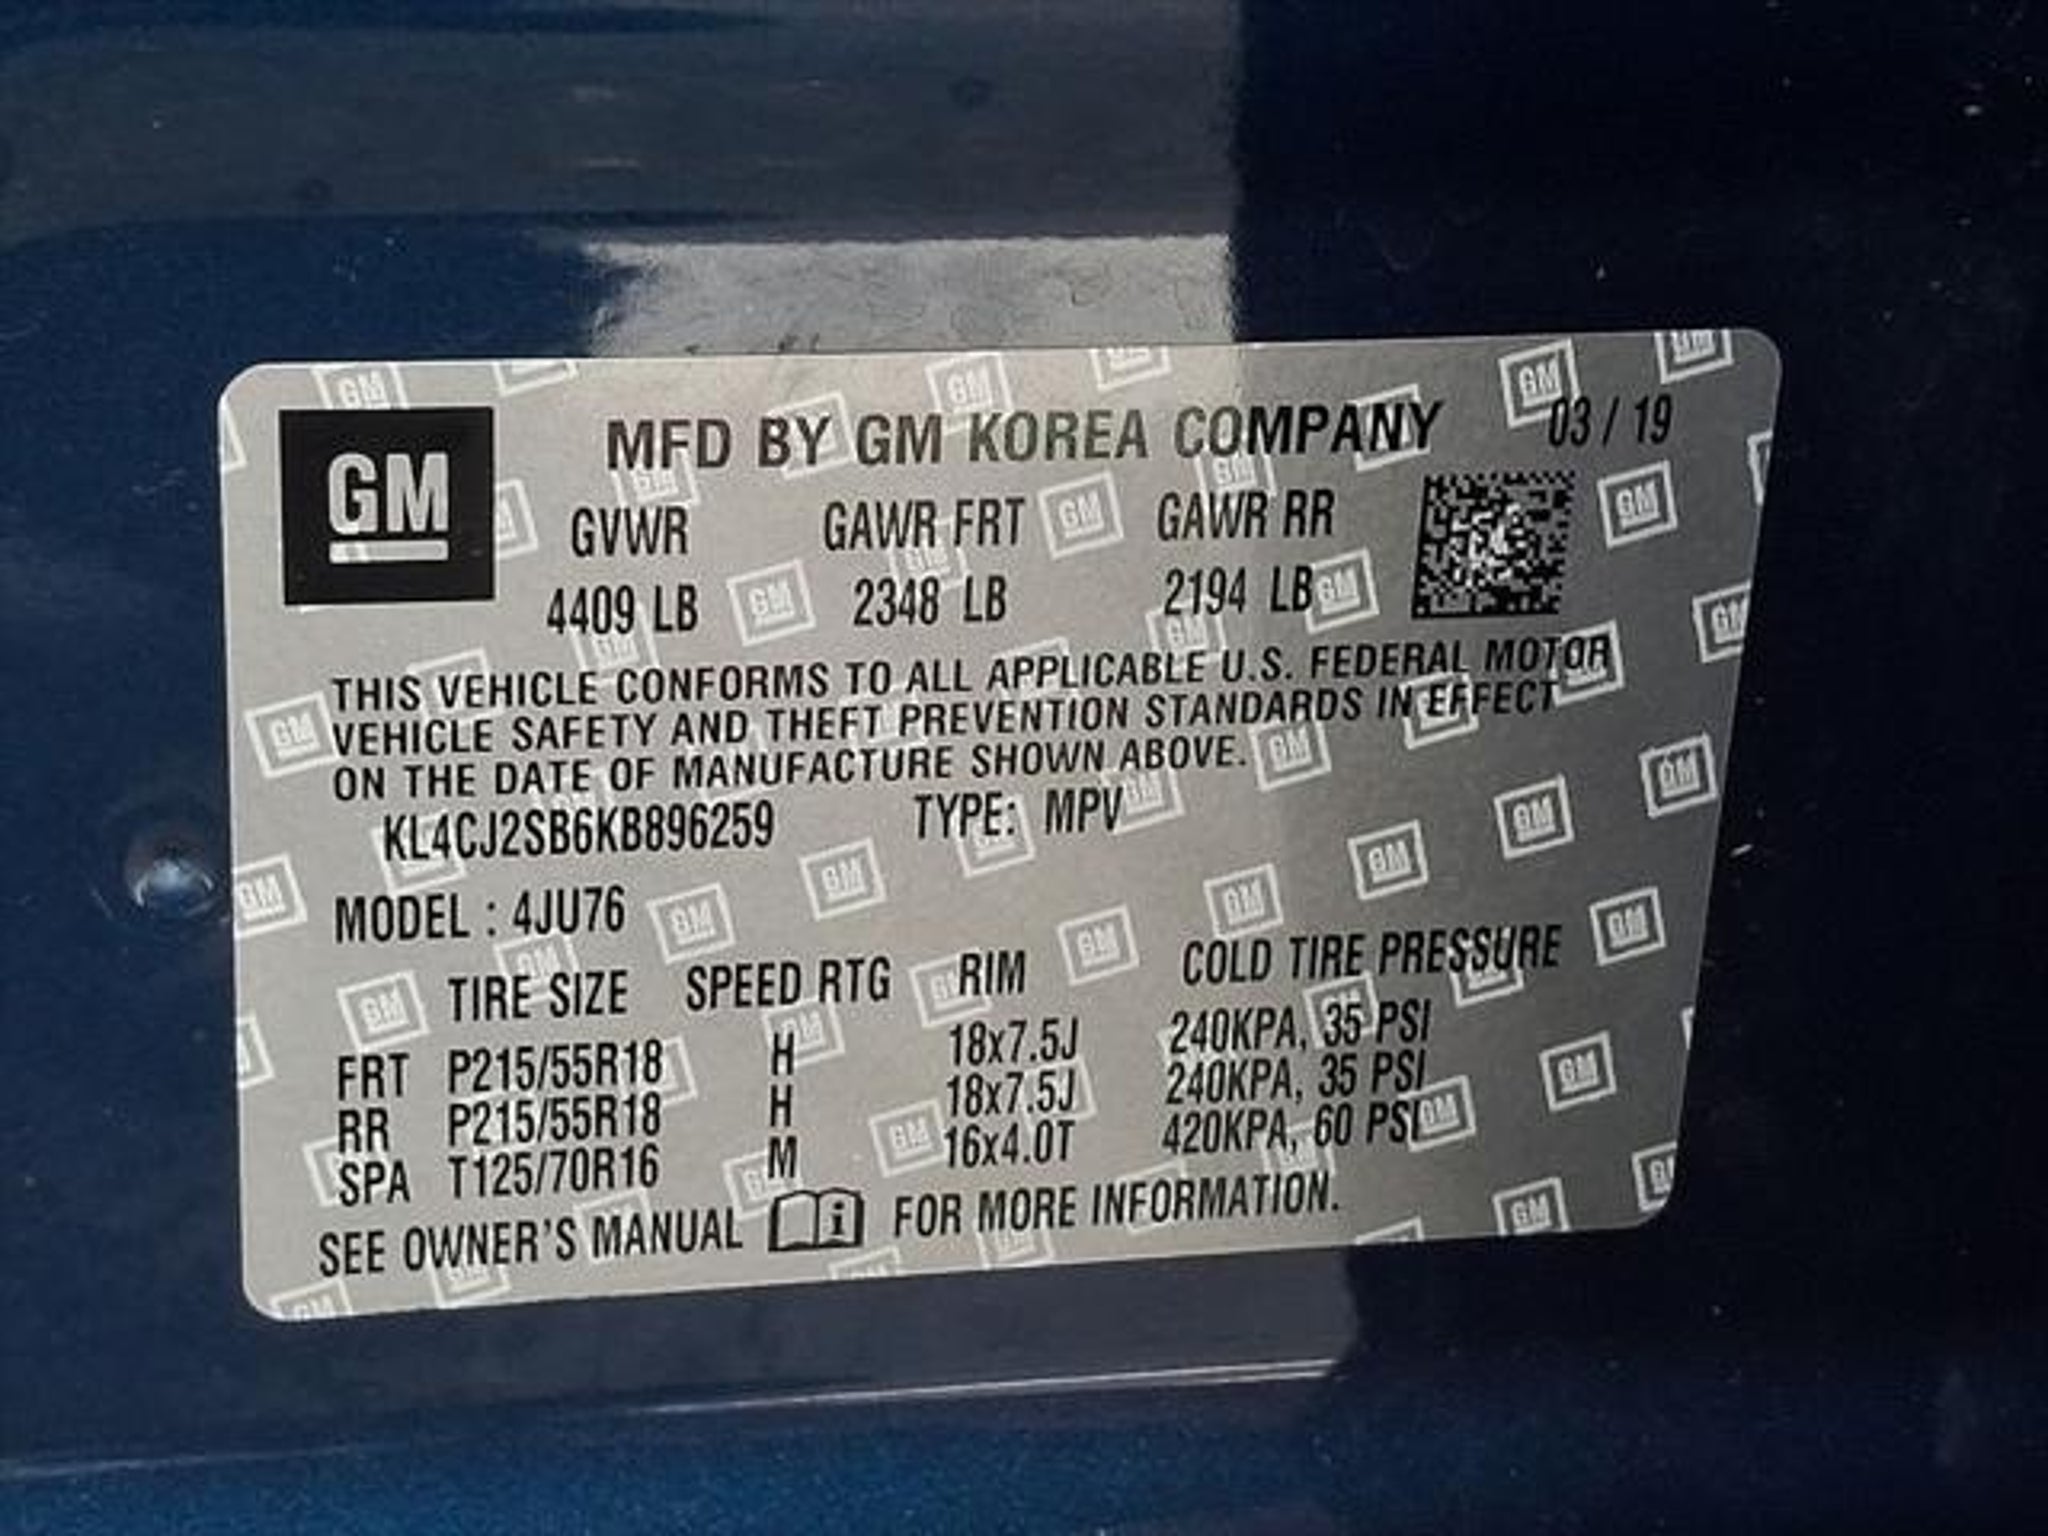 GM
MFD BY GM KOREA COMPANY 03 / 19
GVWR GAWR FRT GAWR RR
4409 LB 2348 LB 2194 LB
THIS VEHICLE CONFORMS TO ALL APPLICABLE U.S. FEDERAL MOTOR
VEHICLE SAFETY AND THEFT PREVENTION STANDARDS IN EFFECT
ON THE DATE OF MANUFACTURE SHOWN ABOVE.
KL4CJ2SB6KB896259 TYPE: MPV
MODEL : 4JU76
TIRE SIZE SPEED RTG RIM COLD TIRE PRESSURE
FRT P215/55R18 H 18x7.5J 240KPA, 35 PSI
RR P215/55R18 H 18x7.5J 240KPA, 35 PSI
SPA T125/70R16 M 16x4.0T 420KPA, 60 PSI
SEE OWNER'S MANUAL i FOR MORE INFORMATION.